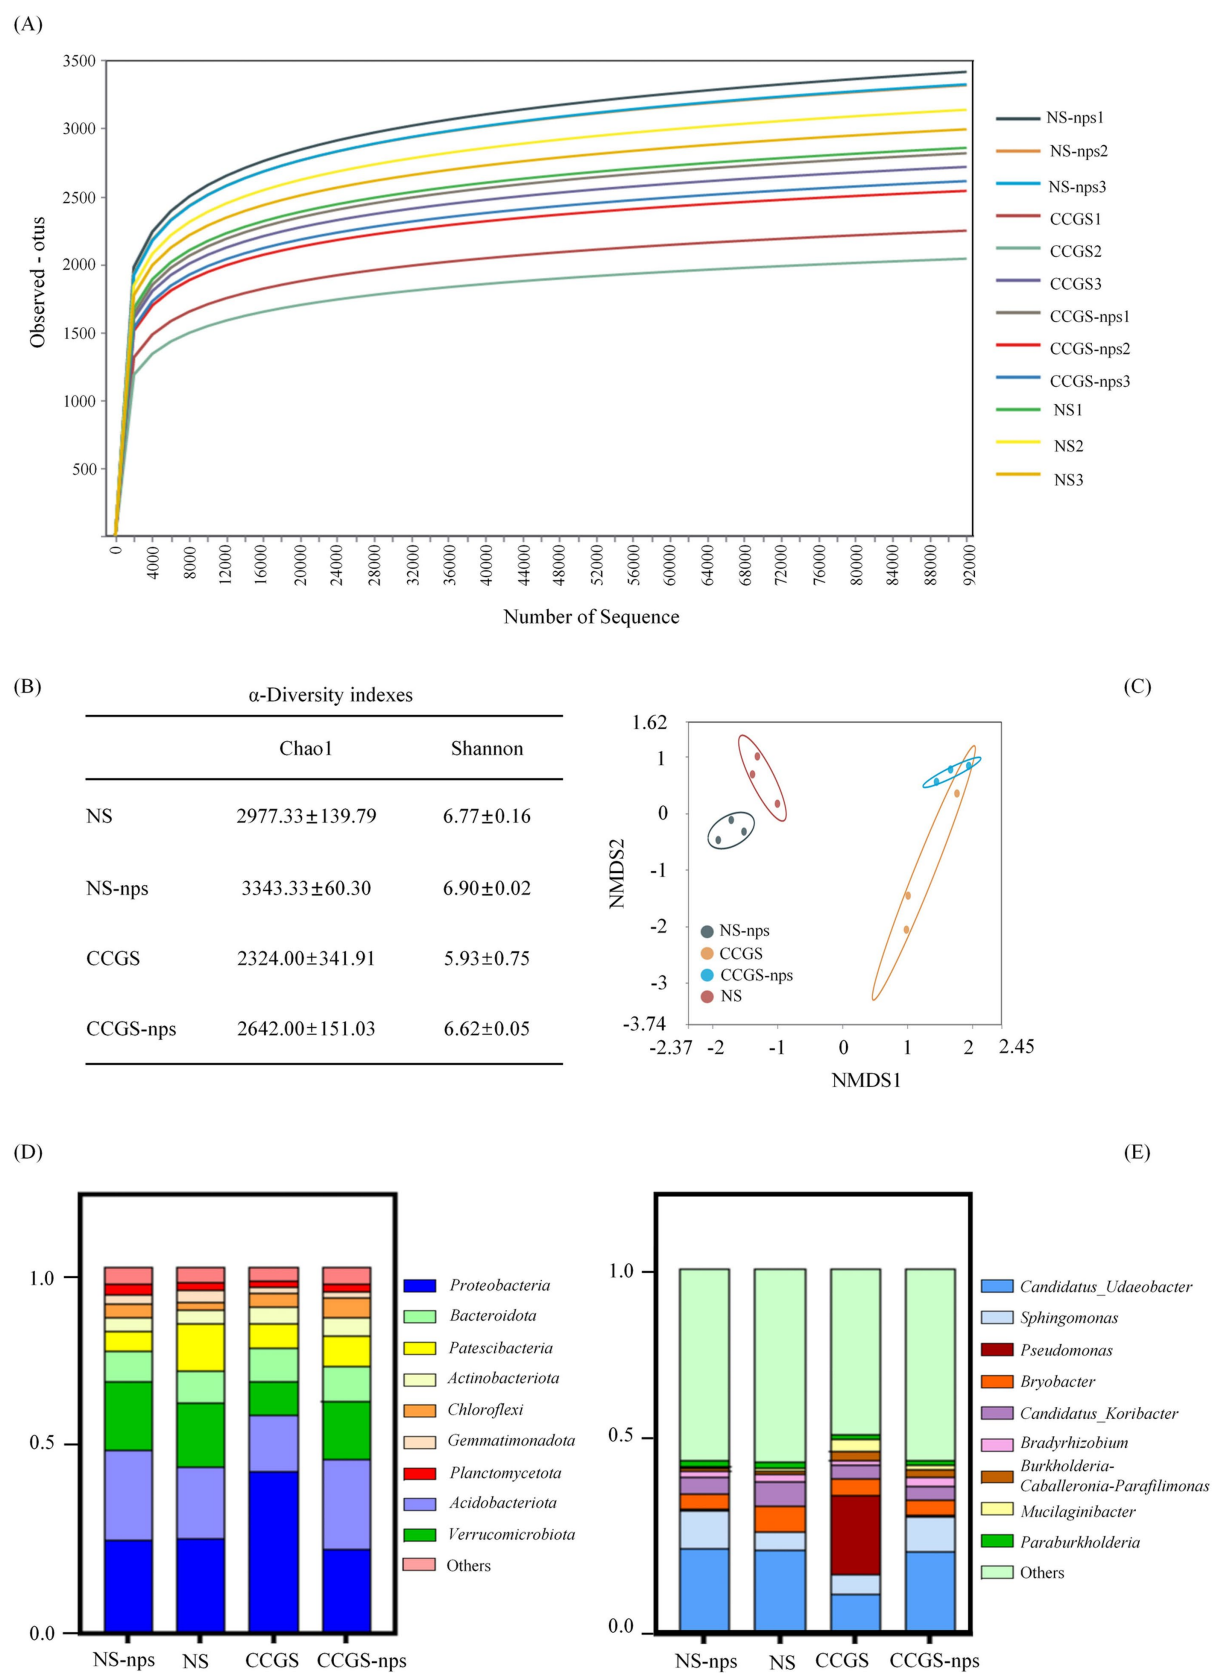 (A)
3500
3000
2500
2000
1500
1000
500
Observed - otus
0
4000
8000
12000
16000
20000
24000
28000
32000
36000
40000
44000
48000
52000
56000
60000
64000
68000
72000
76000
80000
84000
88000
92000
Number of Sequence
NS-nps1
NS-nps2
NS-nps3
CCGS1
CCGS2
CCGS3
CCGS-nps1
CCGS-nps2
CCGS-nps3
NS1
NS2
NS3
(B)
α-Diversity indexes
Chao1 Shannon
NS 2977.33±139.79 6.77±0.16
NS-nps 3343.33±60.30 6.90±0.02
CCGS 2324.00±341.91 5.93±0.75
CCGS-nps 2642.00±151.03 6.62±0.05
(C)
1.62
1
0
-1
-2
-3
-3.74
NMDS2
NS-nps
CCGS
CCGS-nps
NS
-2.37 -2 -1 0 1 2 2.45
NMDS1
(D)
1.0
0.5
0.0
NS-nps NS CCGS CCGS-nps
Proteobacteria
Bacteroidota
Patescibacteria
Actinobacteriota
Chloroflexi
Gemmatimonadota
Planctomycetota
Acidobacteriota
Verrucomicrobiota
Others
(E)
1.0
0.5
0.0
NS-nps NS CCGS CCGS-nps
Candidatus_Udaeobacter
Sphingomonas
Pseudomonas
Bryobacter
Candidatus_Koribacter
Bradyrhizobium
Burkholderia-
Caballeronia-Parafilimonas
Mucilaginibacter
Paraburkholderia
Others